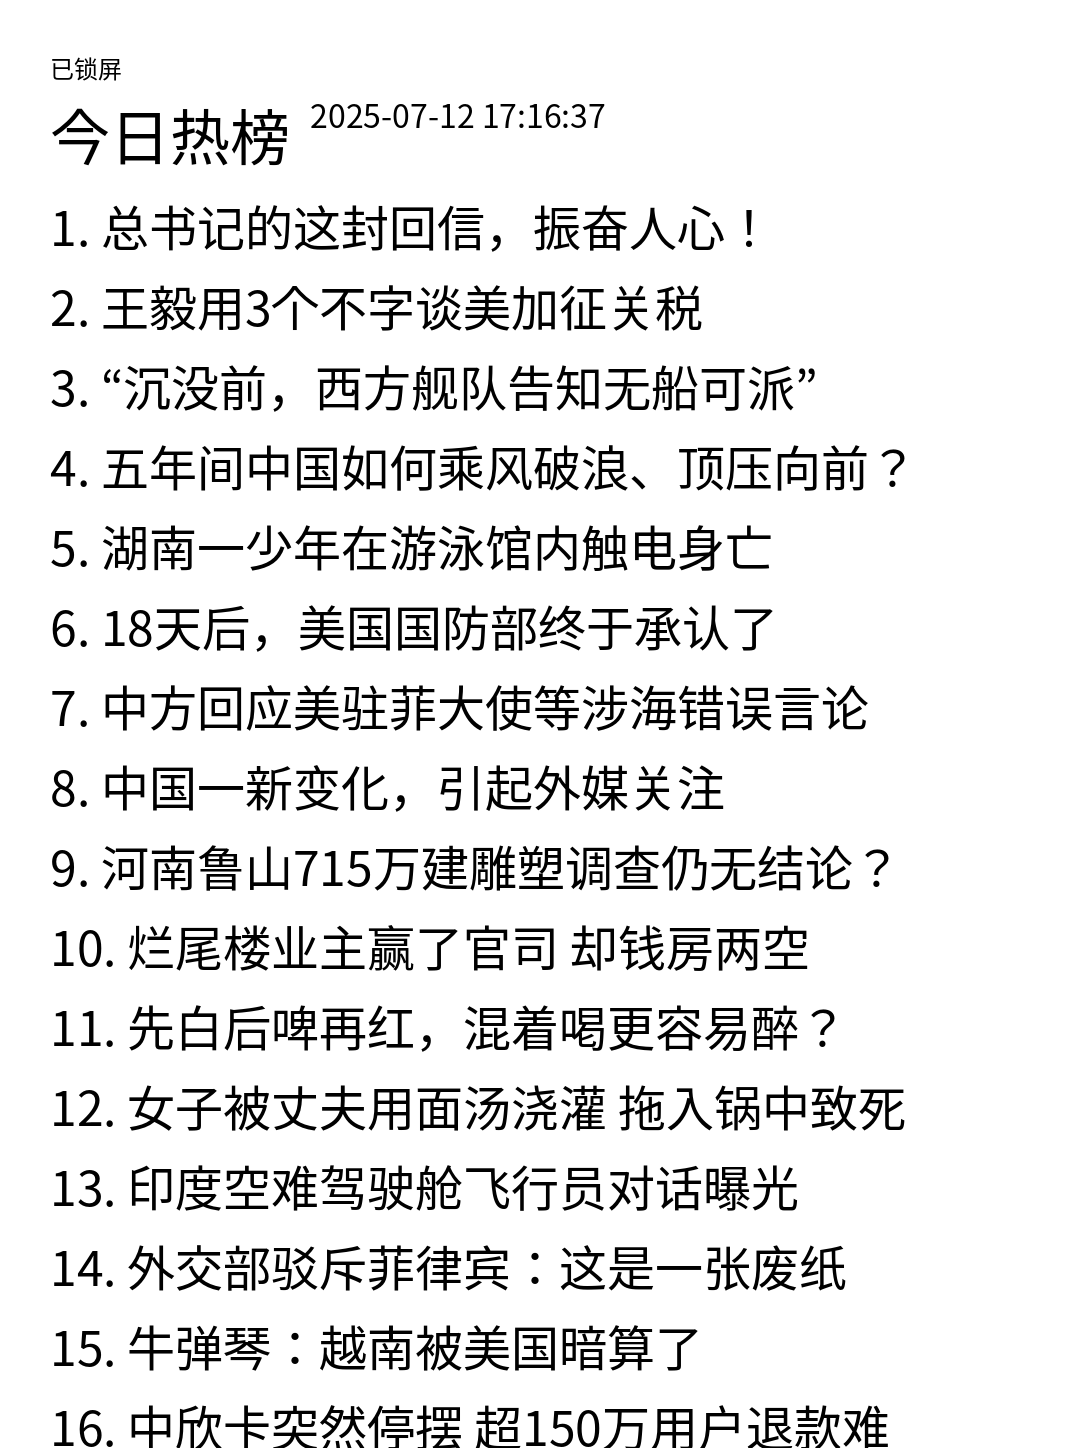 已锁屏
今日热榜 2025-07-12 17:16:37
1. 总书记的这封回信，振奋人心！
2. 王毅用3个不字谈美加征关税
3. “沉没前，西方舰队告知无船可派”
4. 五年间中国如何乘风破浪、顶压向前？
5. 湖南一少年在游泳馆内触电身亡
6. 18天后，美国国防部终于承认了
7. 中方回应美驻菲大使等涉海错误言论
8. 中国一新变化，引起外媒关注
9. 河南鲁山715万建雕塑调查仍无结论？
10. 烂尾楼业主赢了官司 却钱房两空
11. 先白后啤再红，混着喝更容易醉？
12. 女子被丈夫用面汤浇灌 拖入锅中致死
13. 印度空难驾驶舱飞行员对话曝光
14. 外交部驳斥菲律宾：这是一张废纸
15. 牛弹琴：越南被美国暗算了
16. 中欣卡突然停摆 超150万用户退款难